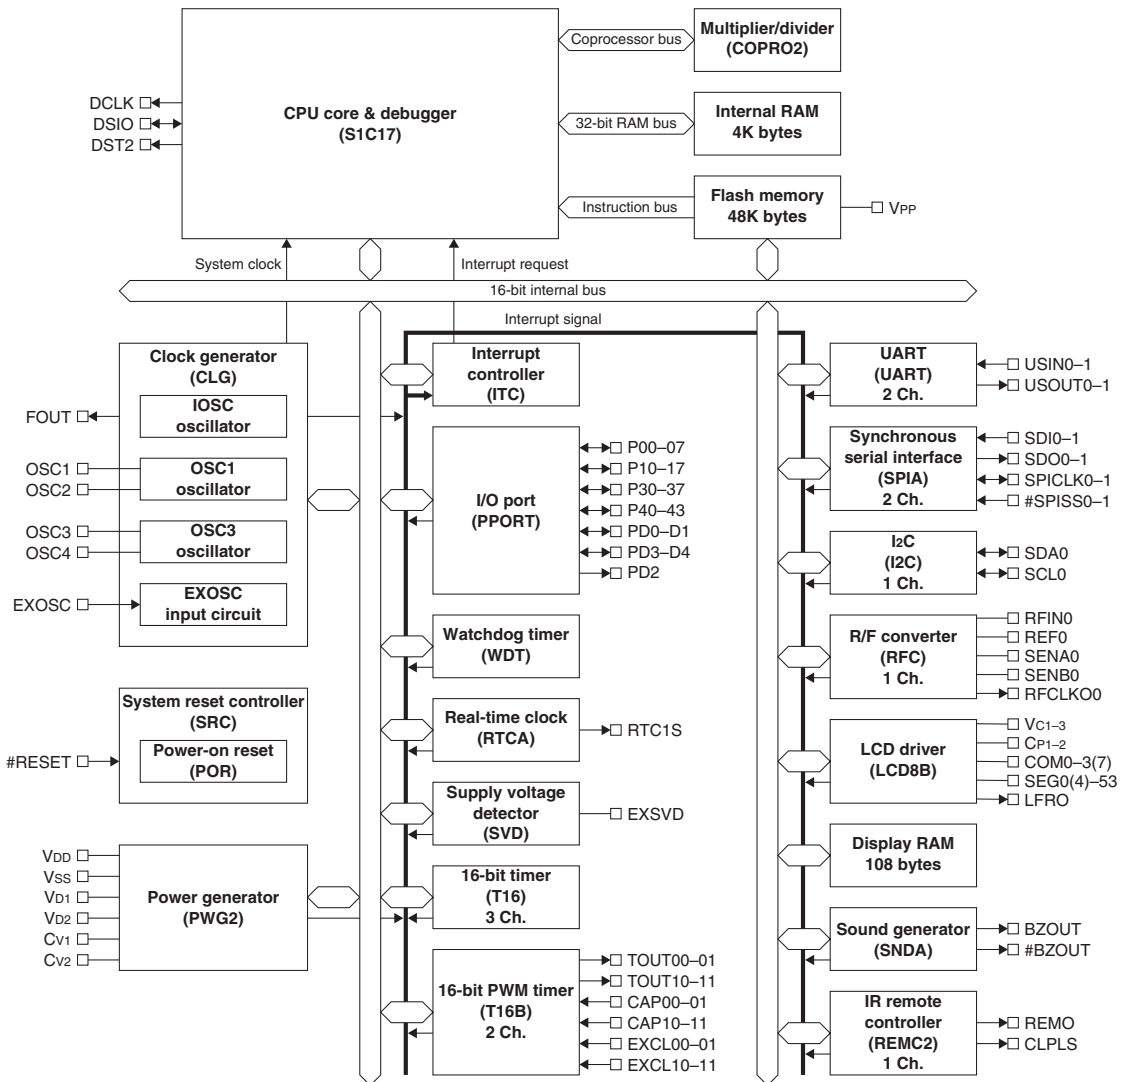 Multiplier/divider
(COPRO2)
Coprocessor bus
CPU core & debugger
(S1C17)
DCLK
DSIO
DST2
32-bit RAM bus
Internal RAM
4K bytes
Instruction bus
Flash memory
48K bytes
VPP
System clock
Interrupt request
16-bit internal bus
Interrupt signal
Clock generator
(CLG)
IOSC
oscillator
FOUT
OSC1
OSC2
OSC1
oscillator
OSC3
OSC4
OSC3
oscillator
EXOSC
EXOSC
input circuit
System reset controller
(SRC)
Power-on reset
(POR)
#RESET
VDD
VSS
VD1
VD2
CV1
CV2
Power generator
(PWG2)
Interrupt
controller
(ITC)
I/O port
(PPORT)
P00–07
P10–17
P30–37
P40–43
PD0–D1
PD3–D4
PD2
Watchdog timer
(WDT)
Real-time clock
(RTCA)
RTC1S
Supply voltage
detector
(SVD)
EXSVD
16-bit timer
(T16)
3 Ch.
16-bit PWM timer
(T16B)
2 Ch.
TOUT00–01
TOUT10–11
CAP00–01
CAP10–11
EXCL00–01
EXCL10–11
UART
(UART)
2 Ch.
USIN0–1
USOUT0–1
Synchronous
serial interface
(SPIA)
2 Ch.
SDI0–1
SDO0–1
SPICLK0–1
#SPISS0–1
I2C
(I2C)
1 Ch.
SDA0
SCL0
R/F converter
(RFC)
1 Ch.
RFIN0
REF0
SENA0
SENB0
RFCLKO0
LCD driver
(LCD8B)
VC1–3
CP1–2
COM0–3(7)
SEG0(4)–53
LFRO
Display RAM
108 bytes
Sound generator
(SNDA)
BZOUT
#BZOUT
IR remote
controller
(REMC2)
1 Ch.
REMO
CLPLS